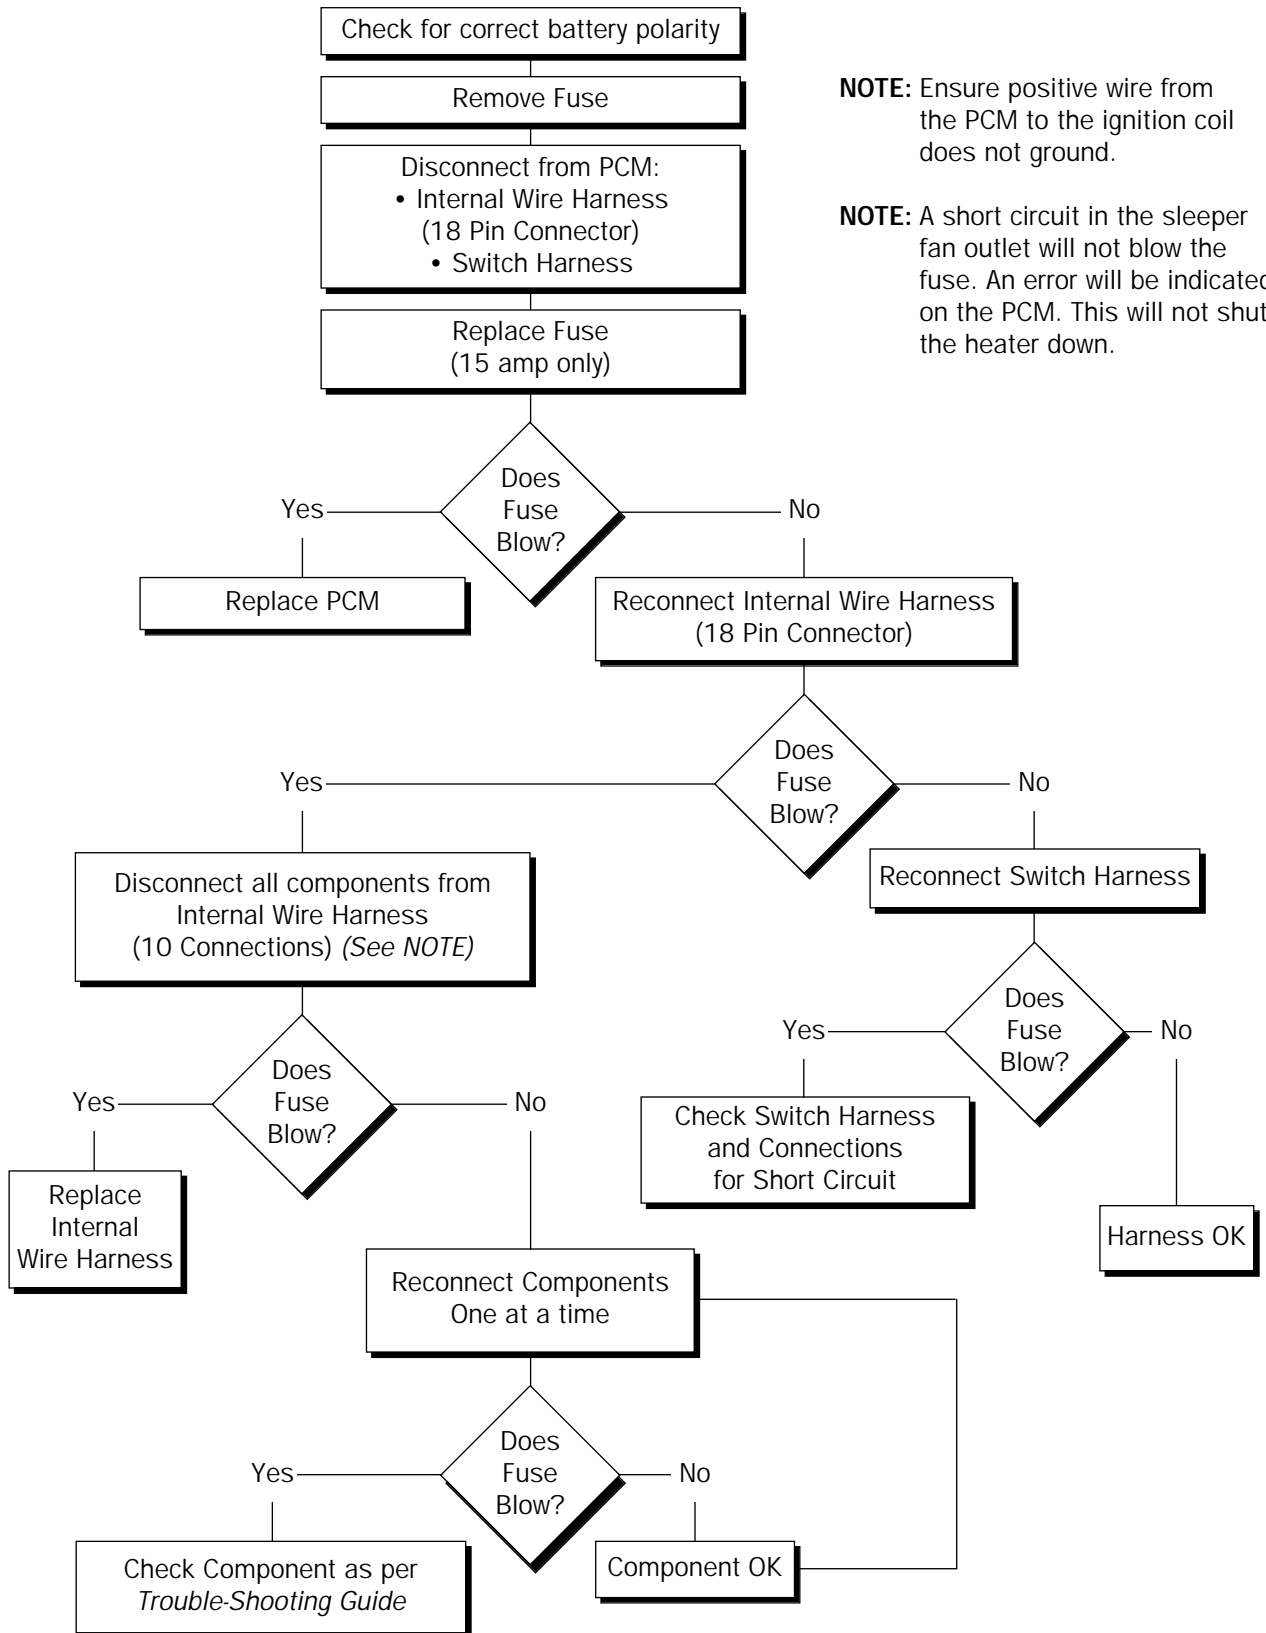 Check for correct battery polarity
Remove Fuse
Disconnect from PCM:
• Internal Wire Harness
(18 Pin Connector)
• Switch Harness
Replace Fuse
(15 amp only)
NOTE: Ensure positive wire from
the PCM to the ignition coil
does not ground.
NOTE: A short circuit in the sleeper
fan outlet will not blow the
fuse. An error will be indicated
on the PCM. This will not shut
the heater down.
Does
Fuse
Blow?
Yes
No
Replace PCM
Reconnect Internal Wire Harness
(18 Pin Connector)
Does
Fuse
Blow?
Yes
No
Disconnect all components from
Internal Wire Harness
(10 Connections) (See NOTE)
Reconnect Switch Harness
Does
Fuse
Blow?
Yes
No
Check Switch Harness
and Connections
for Short Circuit
Harness OK
Does
Fuse
Blow?
Yes
No
Replace
Internal
Wire Harness
Reconnect Components
One at a time
Does
Fuse
Blow?
Yes
No
Check Component as per
Trouble-Shooting Guide
Component OK